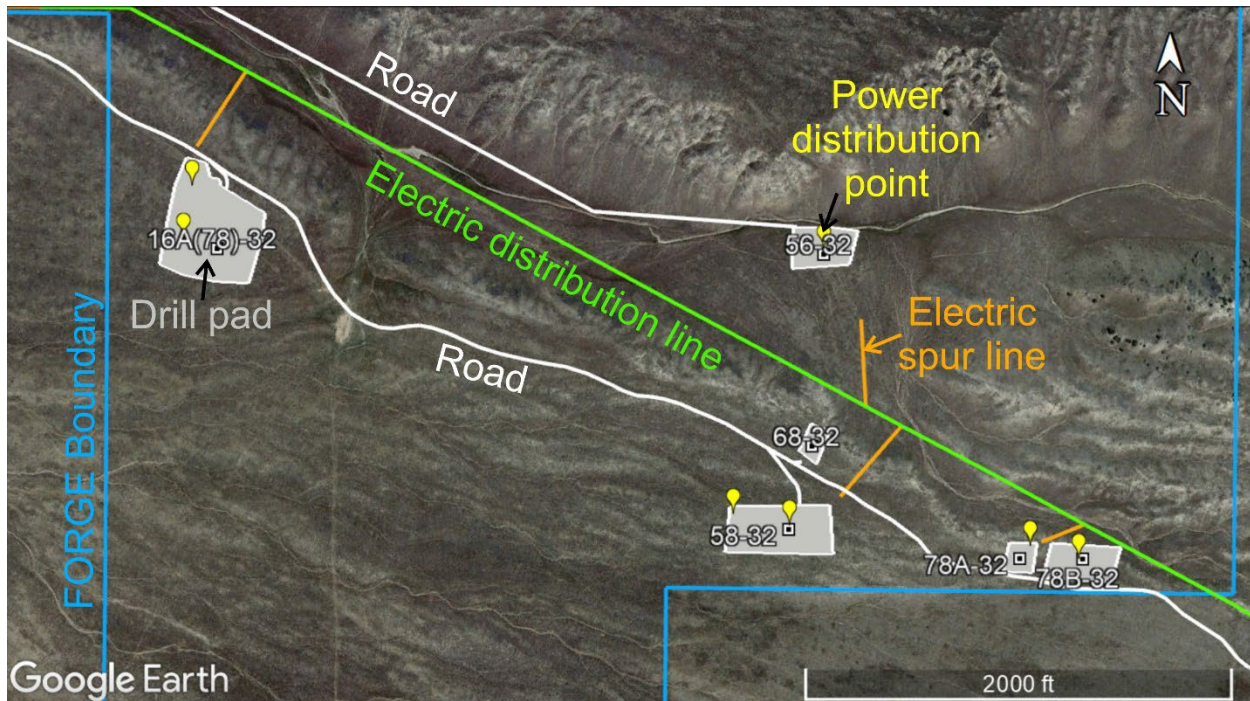 Road
Power
distribution
point
N
Electric distribution line
16A(78)-32
56-32
Drill pad
Electric
spur line
FORGE Boundary
Road
68-32
58-32
78A-32
78B-32
Google Earth
2000 ft